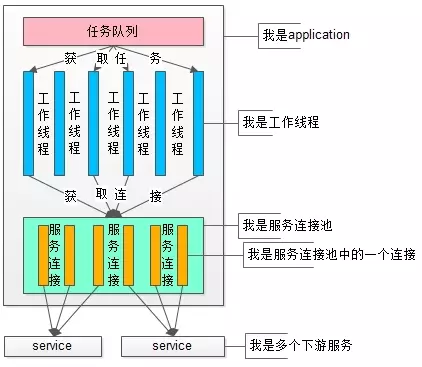 任务队列
我是application
获取任务
工作线程
工作线程
工作线程
工作线程
工作线程
我是工作线程
获取连接
我是服务连接池
服务连接
服务连接
服务连接
我是服务连接池中的一个连接
service
service
我是多个下游服务